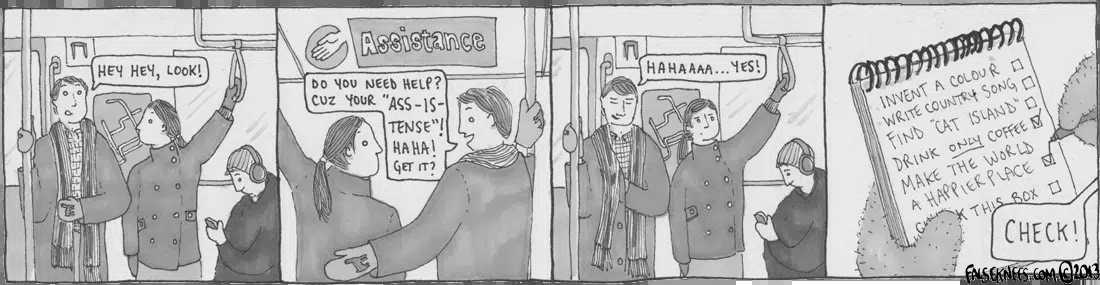 HEY HEY, LOOK!
Assistance
DO YOU NEED HELP?
CUZ YOUR "ASS-IS-
TENSE"!
HAHA!
GET IT?
HAHAAAA...YES!
INVENT A COLOUR
WRITE COUNTRY SONG
FIND "CAT ISLAND"
DRINK ONLY COFFEE
MAKE THE WORLD
A HAPPIER PLACE
THIS BOX
CHECK!
FALSEKNEES.COM © 2013